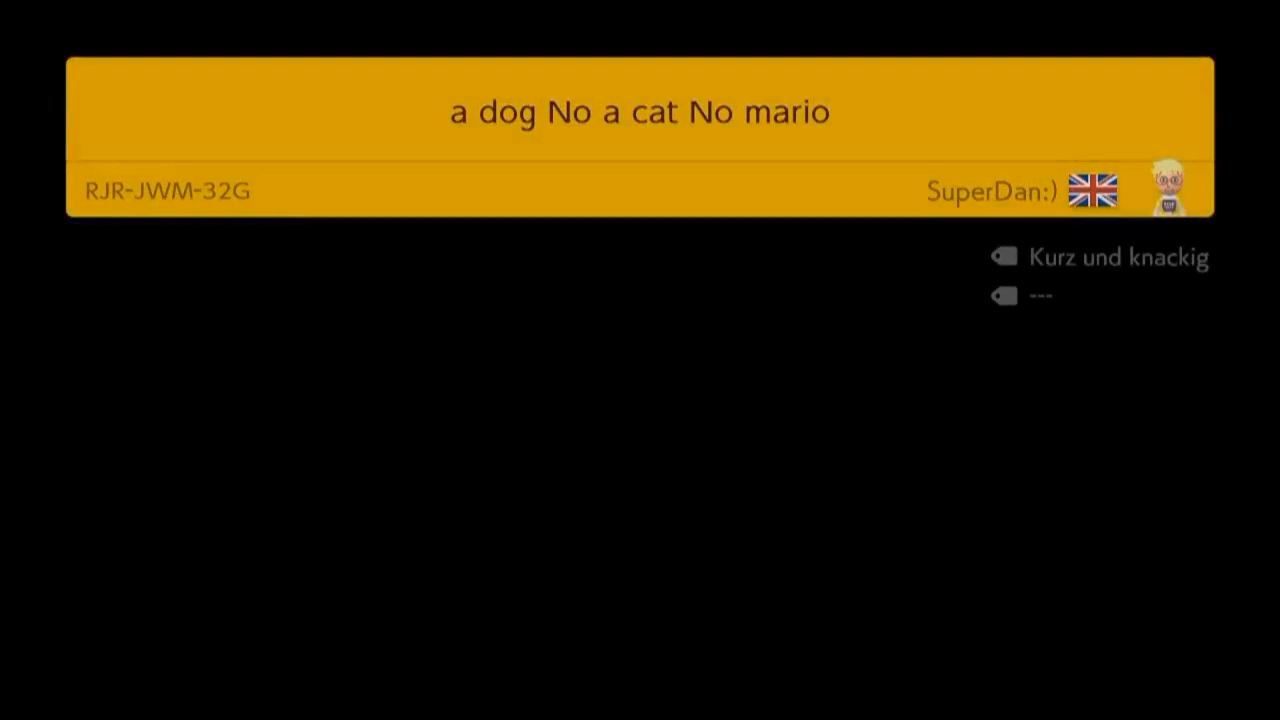 a dog No a cat No mario
RJR-JWM-32G
SuperDan:)
Kurz und knackig
---